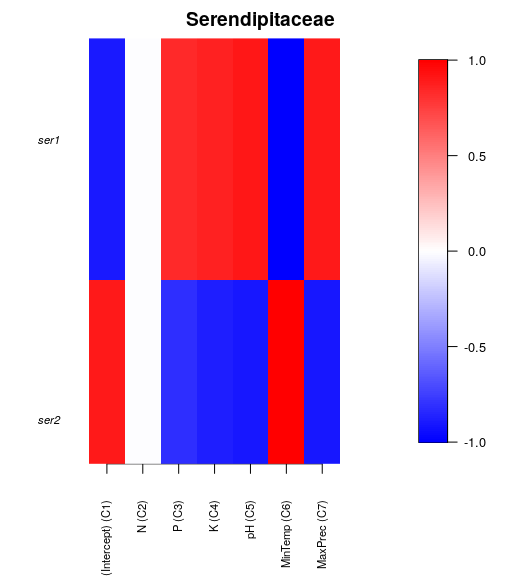 Serendipitaceae
ser1
ser2
1.0
0.5
0.0
-0.5
-1.0
(Intercept) (C1)
N (C2)
P (C3)
K (C4)
pH (C5)
MinTemp (C6)
MaxPrec (C7)